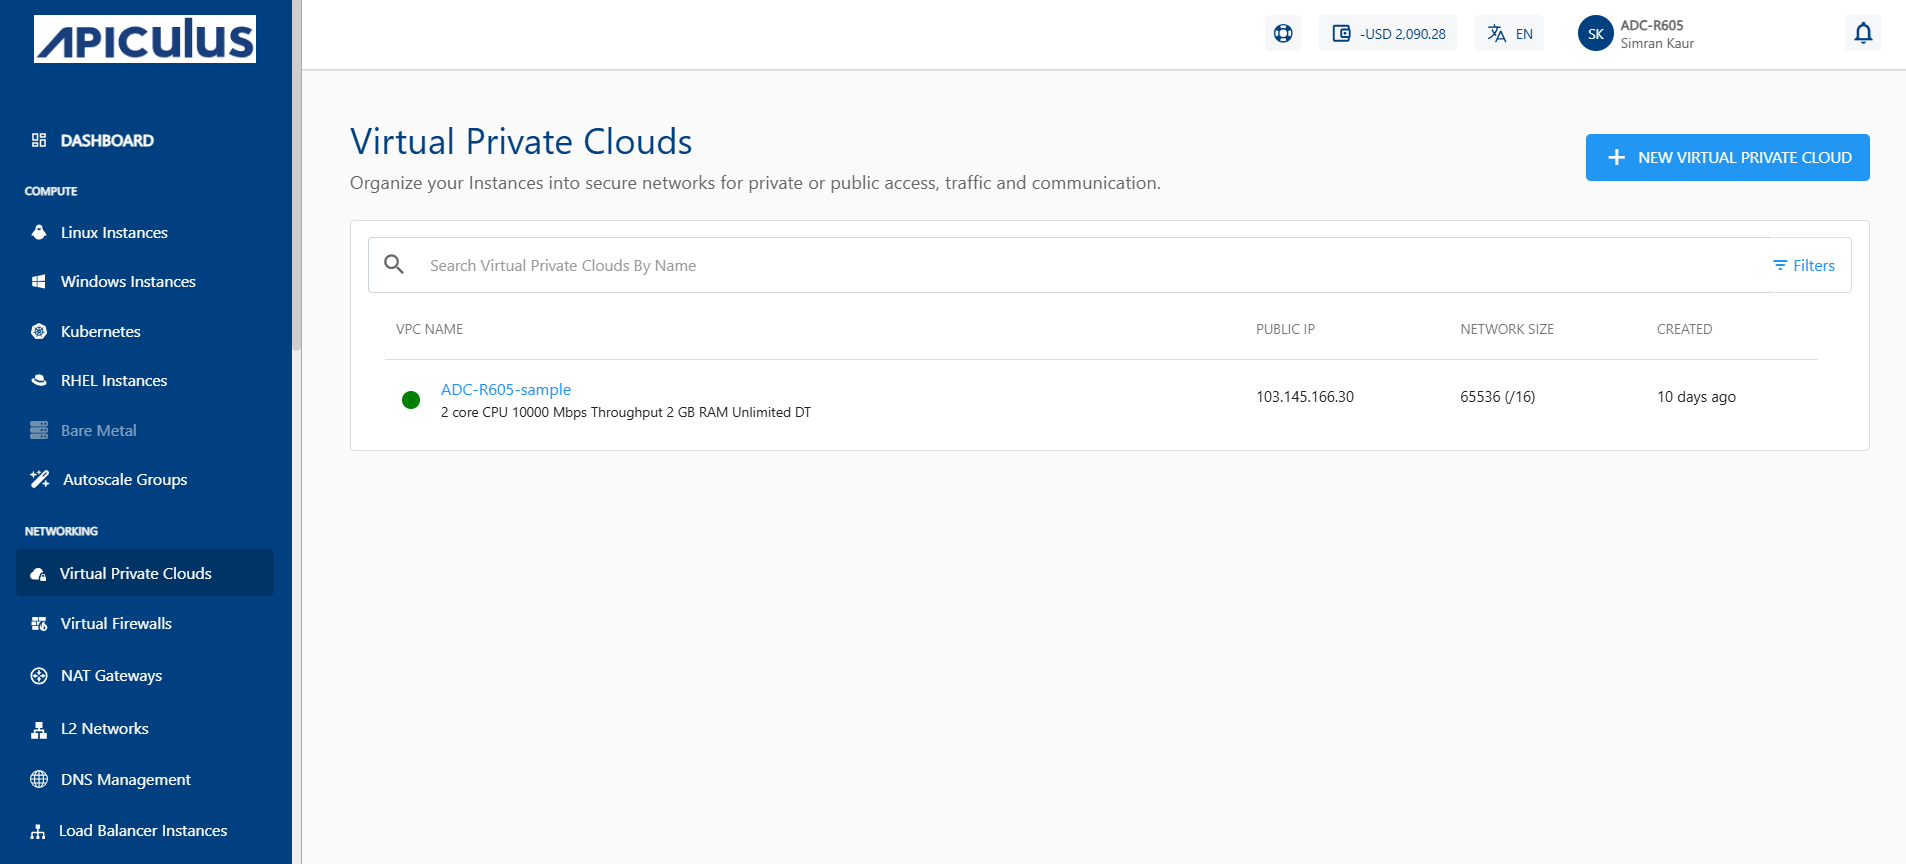 APICULUS
-USD 2,090.28
EN
SK
ADC-R605
Simran Kaur
DASHBOARD
COMPUTE
Linux Instances
Windows Instances
Kubernetes
RHEL Instances
Bare Metal
Autoscale Groups
NETWORKING
Virtual Private Clouds
Virtual Firewalls
NAT Gateways
L2 Networks
DNS Management
Load Balancer Instances
Virtual Private Clouds
Organize your Instances into secure networks for private or public access, traffic and communication.
NEW VIRTUAL PRIVATE CLOUD
Search Virtual Private Clouds By Name
Filters
VPC NAME PUBLIC IP NETWORK SIZE CREATED
ADC-R605-sample
2 core CPU 10000 Mbps Throughput 2 GB RAM Unlimited DT
103.145.166.30 65536 (/16) 10 days ago